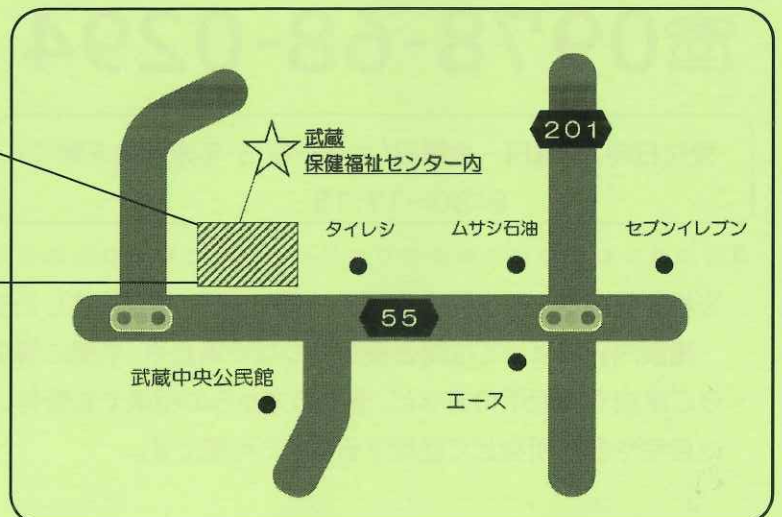 武蔵
保健福祉センター内
201
タイレシ
ムサシ石油
セブンイレブン
55
武蔵中央公民館
エース